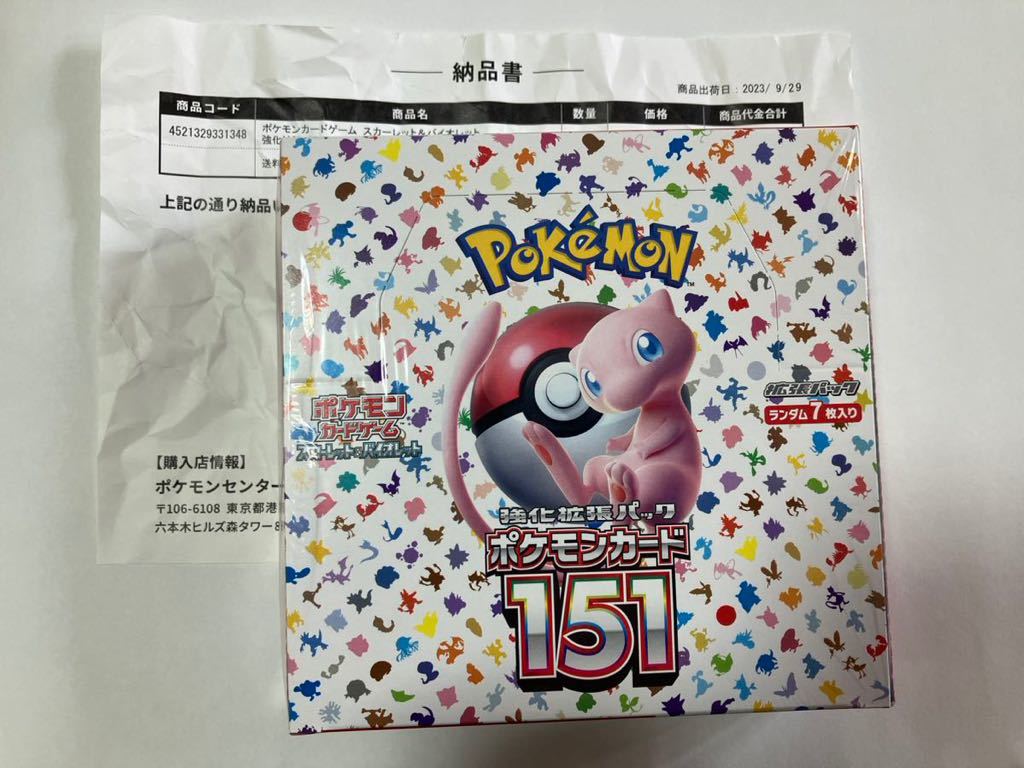 納品書
商品出荷日：2023/ 9/29
商品コード 商品名 数量 価格 商品代金合計
4521329331348 ポケモンカードゲーム スカーレット&バイオレット
強化
送料
上記の通り納品い
【購入店情報】
ポケモンセンター
〒106-6108 東京都港
六本木ヒルズ森タワー8
POKéMON
TM
ポケモン
カードゲーム
スカーレット&バイオレット
拡張パック
ランダム7枚入り
強化拡張パック
ポケモンカード
151